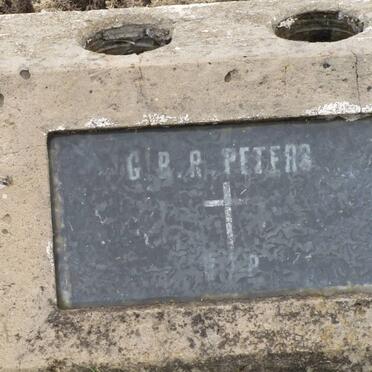 G. B. R. PETERS
R.I.P